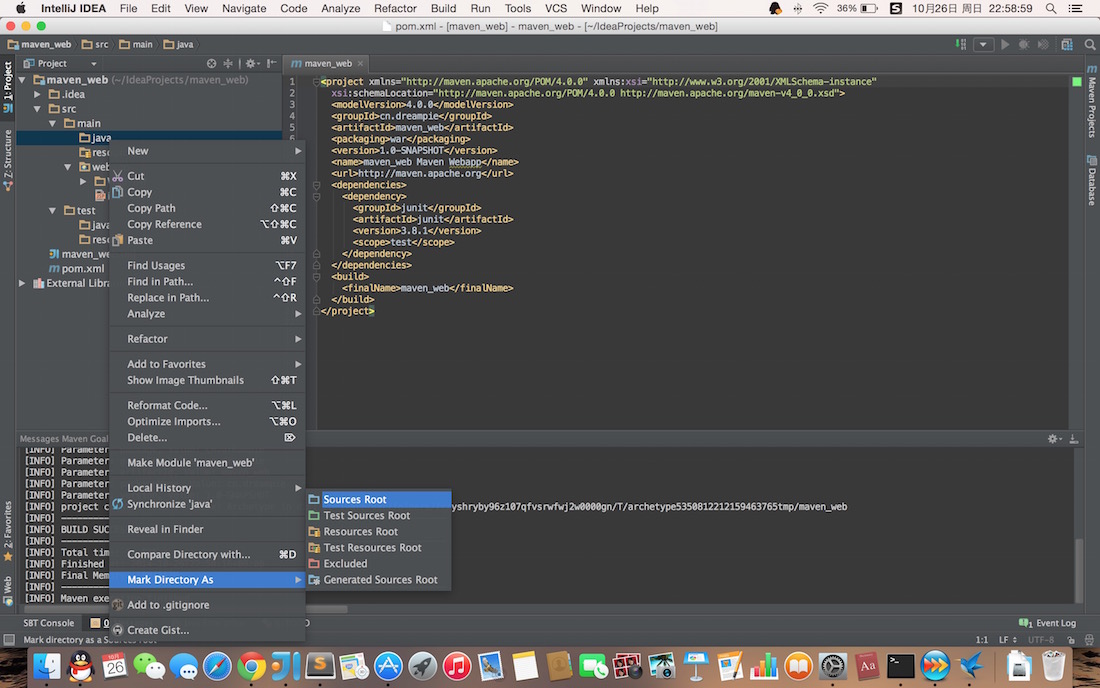 IntelliJ IDEA File Edit View Navigate Code Analyze Refactor Build Run Tools VCS Window Help 36% 10月26日 周日 22:58:59
pom.xml - [maven_web] - maven_web - [~/IdeaProjects/maven_web]
maven_web src main java
Project
maven_web
1: Project
Z: Structure
2: Favorites
Web
Maven Projects
Database
maven_web (~/IdeaProjects/maven_web)
.idea
src
main
java
reso
web
test
java
reso
maven_we
pom.xml
External Libra
1
2
3
4
5
6
<project xmlns="http://maven.apache.org/POM/4.0.0" xmlns:xsi="http://www.w3.org/2001/XMLSchema-instance"
xsi:schemaLocation="http://maven.apache.org/POM/4.0.0 http://maven.apache.org/maven-v4_0_0.xsd">
<modelVersion>4.0.0</modelVersion>
<groupId>cn.dreampie</groupId>
<artifactId>maven_web</artifactId>
<packaging>war</packaging>
<version>1.0-SNAPSHOT</version>
<name>maven_web Maven Webapp</name>
<url>http://maven.apache.org</url>
<dependencies>
<dependency>
<groupId>junit</groupId>
<artifactId>junit</artifactId>
<version>3.8.1</version>
<scope>test</scope>
</dependency>
</dependencies>
<build>
<finalName>maven_web</finalName>
</build>
</project>
New
Cut ⌘X
Copy ⌘C
Copy Path ⇧⌘C
Copy Reference ⌥⇧⌘C
Paste ⌘V
Find Usages ⌥F7
Find in Path... ^⇧F
Replace in Path... ^⇧R
Analyze
Refactor
Add to Favorites
Show Image Thumbnails ⇧⌘T
Reformat Code... ⌥⌘L
Optimize Imports... ⌥⌘O
Delete... ⌦
Make Module 'maven_web'
Local History
Synchronize 'java'
Reveal in Finder
Compare Directory with... ⌘D
Mark Directory As
Add to .gitignore
Create Gist...
Sources Root
Test Sources Root
Resources Root
Test Resources Root
Excluded
Generated Sources Root
Messages Maven Goal
[INFO] Parameter
[INFO] Parameter
[INFO] Parameter
[INFO] Parameter
[INFO] Parameter
[INFO] project c yshryby96z107qfvsrwfwj2w0000gn/T/archetype5350812212159463765tmp/maven_web
[INFO]
[INFO] BUILD SUC
[INFO]
[INFO] Total tim
[INFO] Finished
[INFO] Final Mem
[INFO]
[INFO] Maven exe
SBT Console
Event Log
Mark directory as a Sources root
1:1 LF UTF-8
10月
26
Aa